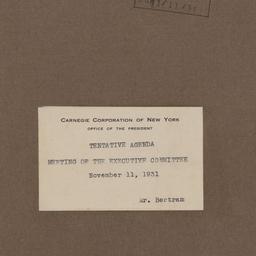 CARNEGIE CORPORATION OF NEW YORK
OFFICE OF THE PRESIDENT
TENTATIVE AGENDA
MEETING OF THE EXECUTIVE COMMITTEE
November 11, 1931
Mr. Bertram